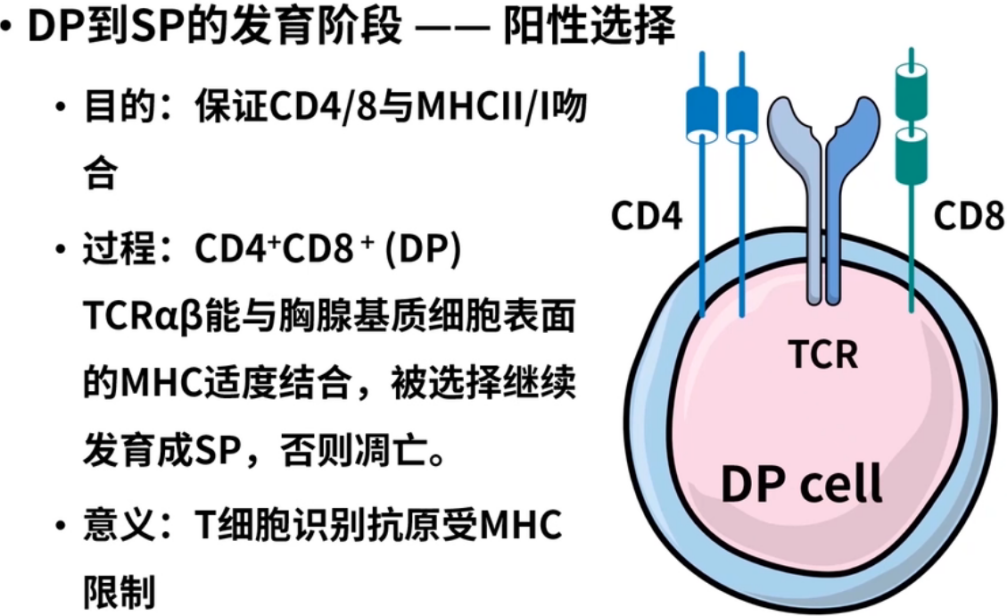 • DP到SP的发育阶段 —— 阳性选择
• 目的：保证CD4/8与MHCII/I吻
合
• 过程：CD4⁺CD8⁺ (DP)
TCRαβ能与胸腺基质细胞表面
的MHC适度结合，被选择继续
发育成SP，否则凋亡。
• 意义：T细胞识别抗原受MHC
限制
CD4
CD8
TCR
DP cell